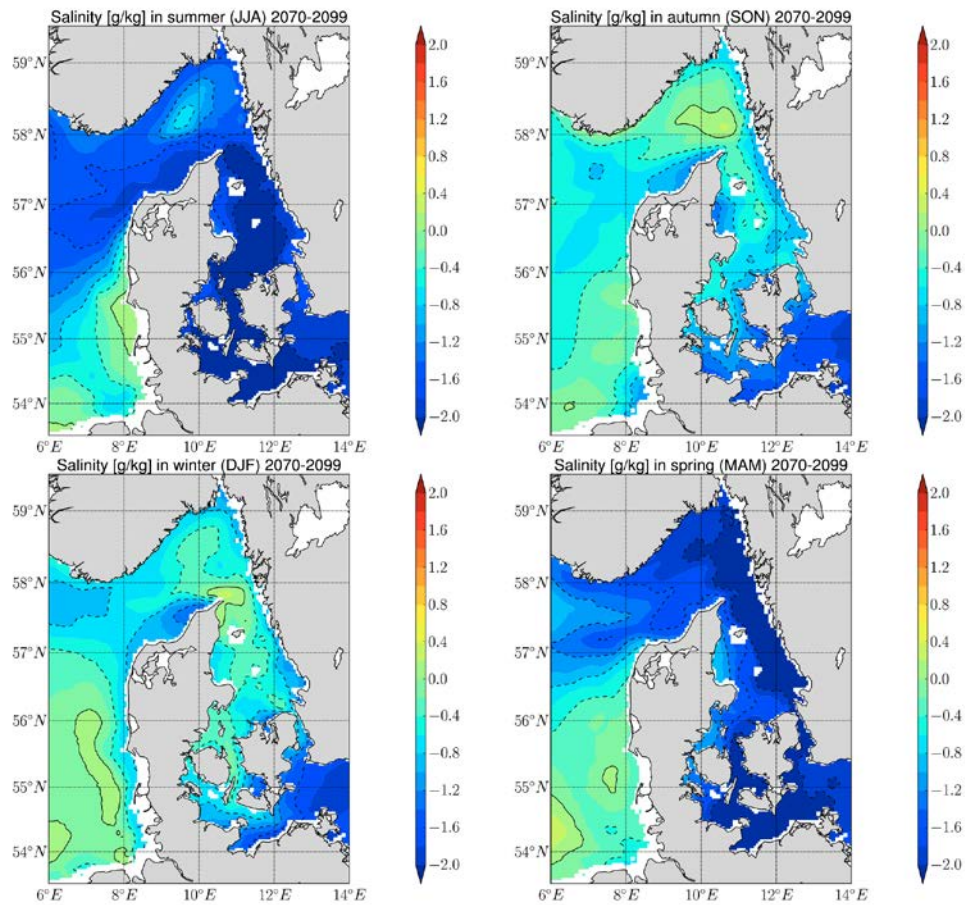 Salinity [g/kg] in summer (JJA) 2070-2099
59°N
58°N
57°N
56°N
55°N
54°N
6°E 8°E 10°E 12°E 14°E
2.0
1.6
1.2
0.8
0.4
0.0
−0.4
−0.8
−1.2
−1.6
−2.0
Salinity [g/kg] in autumn (SON) 2070-2099
59°N
58°N
57°N
56°N
55°N
54°N
6°E 8°E 10°E 12°E 14°E
2.0
1.6
1.2
0.8
0.4
0.0
−0.4
−0.8
−1.2
−1.6
−2.0
Salinity [g/kg] in winter (DJF) 2070-2099
59°N
58°N
57°N
56°N
55°N
54°N
6°E 8°E 10°E 12°E 14°E
2.0
1.6
1.2
0.8
0.4
0.0
−0.4
−0.8
−1.2
−1.6
−2.0
Salinity [g/kg] in spring (MAM) 2070-2099
59°N
58°N
57°N
56°N
55°N
54°N
6°E 8°E 10°E 12°E 14°E
2.0
1.6
1.2
0.8
0.4
0.0
−0.4
−0.8
−1.2
−1.6
−2.0